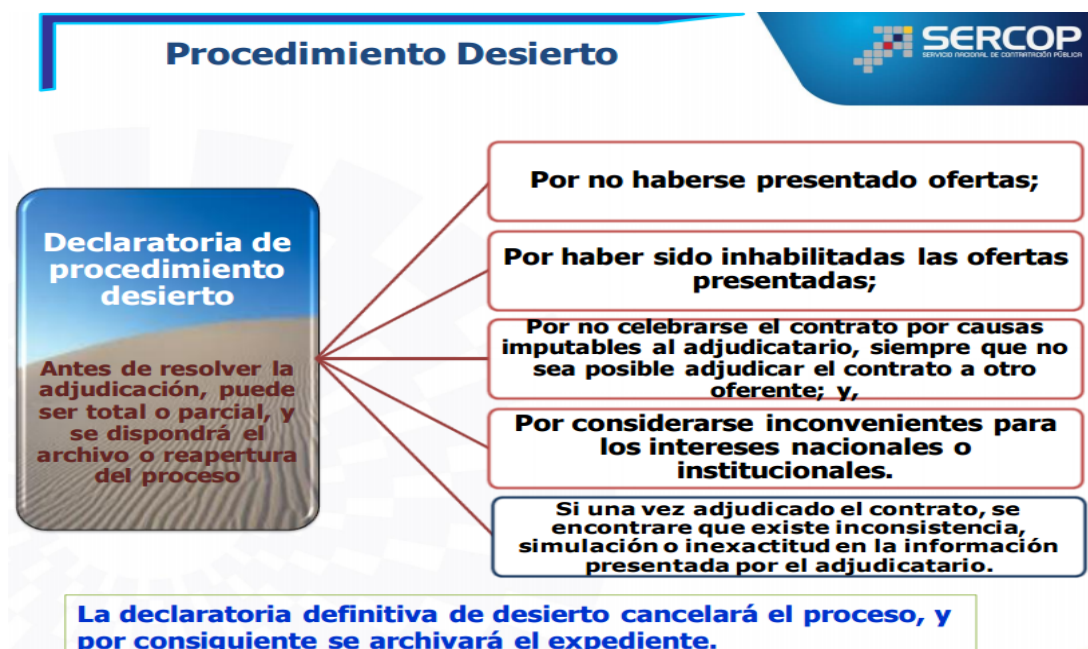 Procedimiento Desierto
SERCOP
SERVICIO NACIONAL DE CONTRATACIÓN PÚBLICA
Declaratoria de
procedimiento
desierto
Antes de resolver la
adjudicación, puede
ser total o parcial, y
se dispondrá el
archivo o reapertura
del proceso
Por no haberse presentado ofertas;
Por haber sido inhabilitadas las ofertas
presentadas;
Por no celebrarse el contrato por causas
imputables al adjudicatario, siempre que no
sea posible adjudicar el contrato a otro
oferente; y,
Por considerarse inconvenientes para
los intereses nacionales o
institucionales.
Si una vez adjudicado el contrato, se
encontrare que existe inconsistencia,
simulación o inexactitud en la información
presentada por el adjudicatario.
La declaratoria definitiva de desierto cancelará el proceso, y
por consiguiente se archivará el expediente.